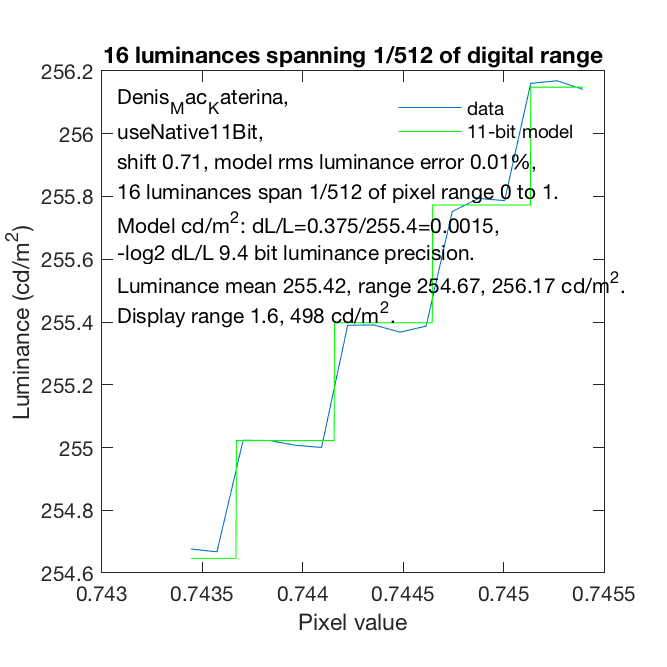 16 luminances spanning 1/512 of digital range
256.2
256
255.8
255.6
255.4
255.2
255
254.8
254.6
Luminance (cd/m2)
Denis_Mac_Katerina,
useNative11Bit,
shift 0.71, model rms luminance error 0.01%,
16 luminances span 1/512 of pixel range 0 to 1.
Model cd/m2: dL/L=0.375/255.4=0.0015,
-log2 dL/L 9.4 bit luminance precision.
Luminance mean 255.42, range 254.67, 256.17 cd/m2.
Display range 1.6, 498 cd/m2.
data
11-bit model
0.743 0.7435 0.744 0.7445 0.745 0.7455
Pixel value